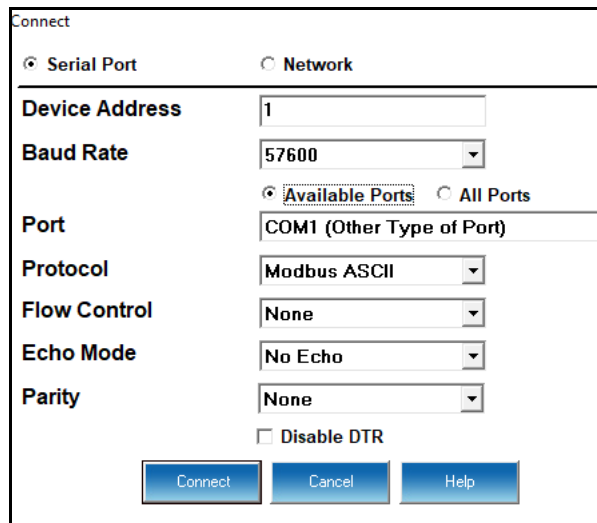 Connect
Serial Port Network
Device Address 1
Baud Rate 57600
Available Ports All Ports
Port COM1 (Other Type of Port)
Protocol Modbus ASCII
Flow Control None
Echo Mode No Echo
Parity None
Disable DTR
Connect Cancel Help